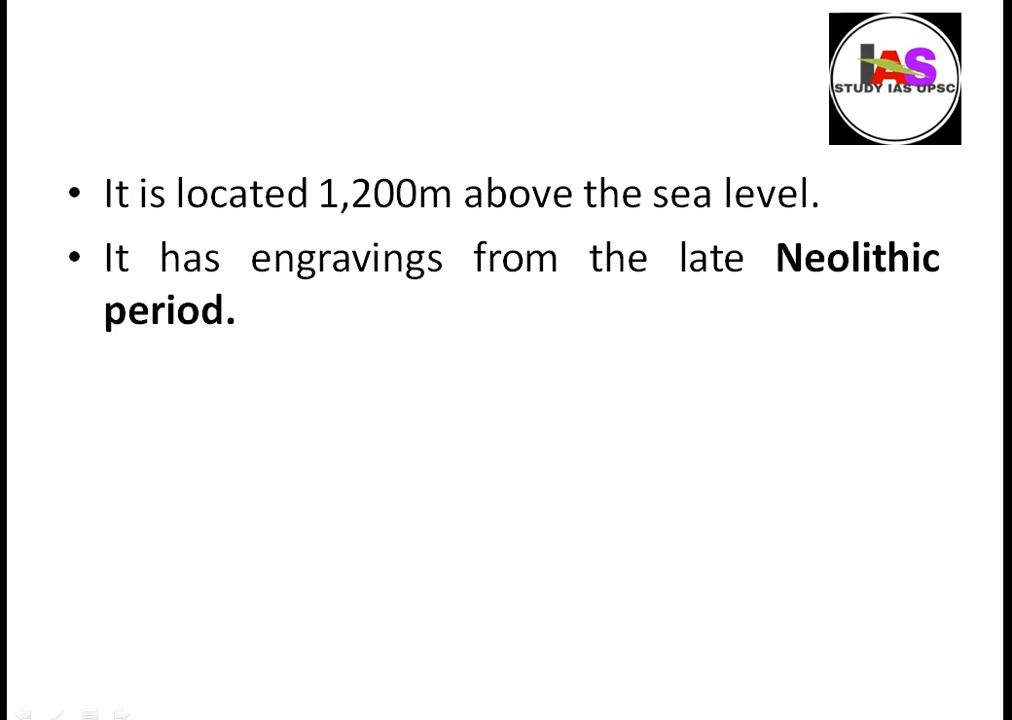 IAS
STUDY IAS UPSC
• It is located 1,200m above the sea level.
• It has engravings from the late Neolithic
period.